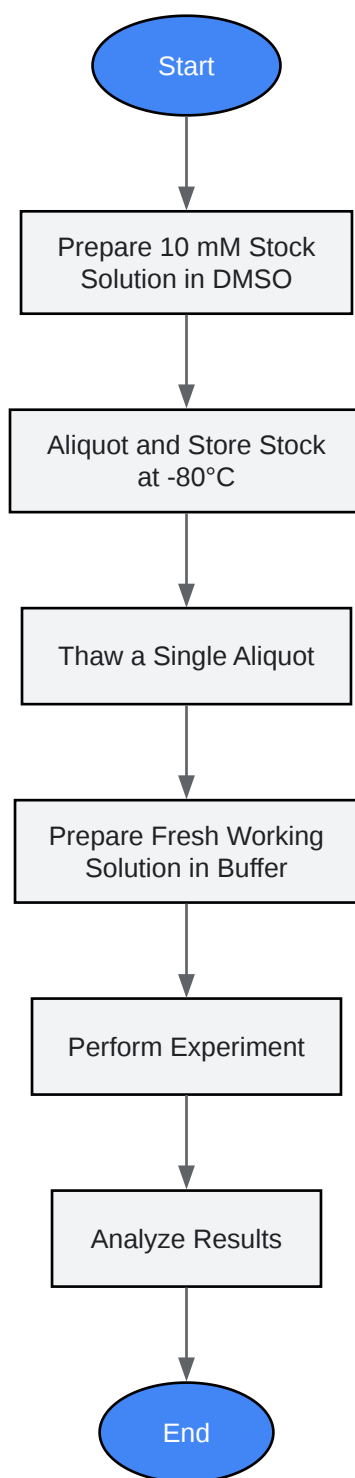 Start
Prepare 10 mM Stock
Solution in DMSO
Aliquot and Store Stock
at -80°C
Thaw a Single Aliquot
Prepare Fresh Working
Solution in Buffer
Perform Experiment
Analyze Results
End